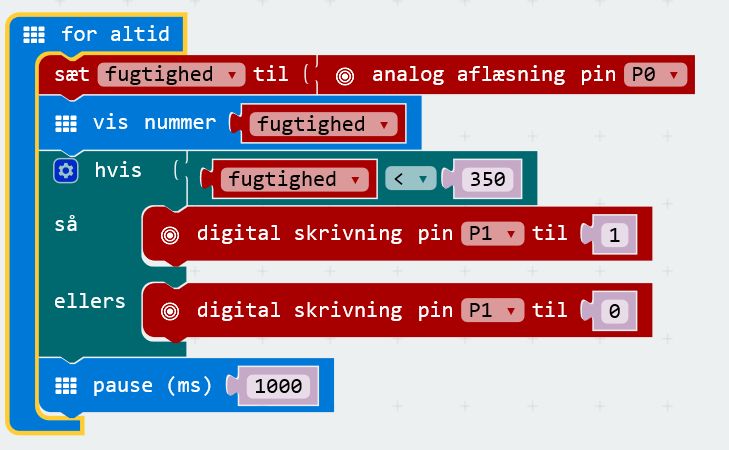 for altid
sæt fugtighed til analog aflæsning pin P0
vis nummer fugtighed
hvis fugtighed < 350
så digital skrivning pin P1 til 1
ellers digital skrivning pin P1 til 0
pause (ms) 1000